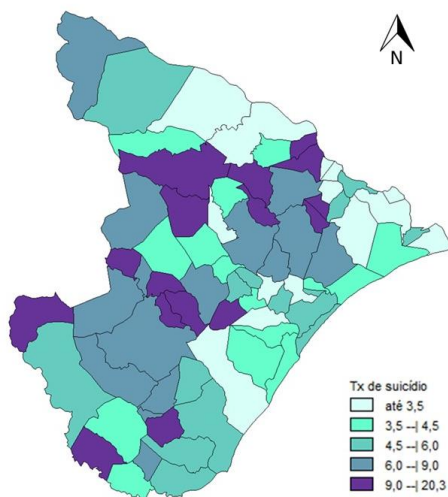 N
Tx de suicídio
até 3,5
3,5 --| 4,5
4,5 --| 6,0
6,0 --| 9,0
9,0 --| 20,3